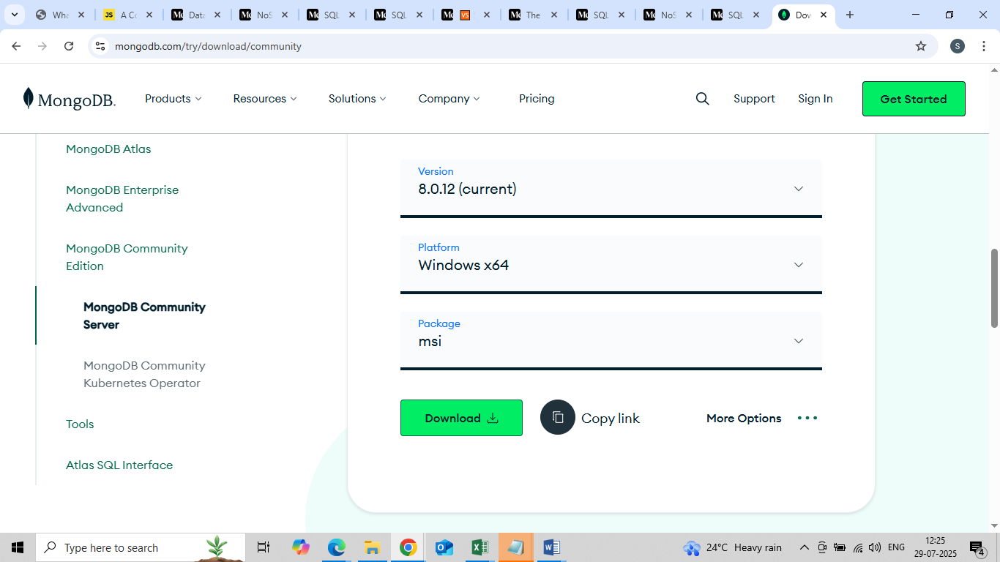 Wha
JS
A Co
Data
NoS
SQL
SQL
VS
The
SQL
NoS
SQL
Dow
mongodb.com/try/download/community
S
MongoDB.
Products
Resources
Solutions
Company
Pricing
Support
Sign In
Get Started
MongoDB Atlas
MongoDB Enterprise
Advanced
MongoDB Community
Edition
MongoDB Community
Server
MongoDB Community
Kubernetes Operator
Tools
Atlas SQL Interface
Version
8.0.12 (current)
Platform
Windows x64
Package
msi
Download
Copy link
More Options
Type here to search
24°C Heavy rain
ENG
12:25
29-07-2025
4